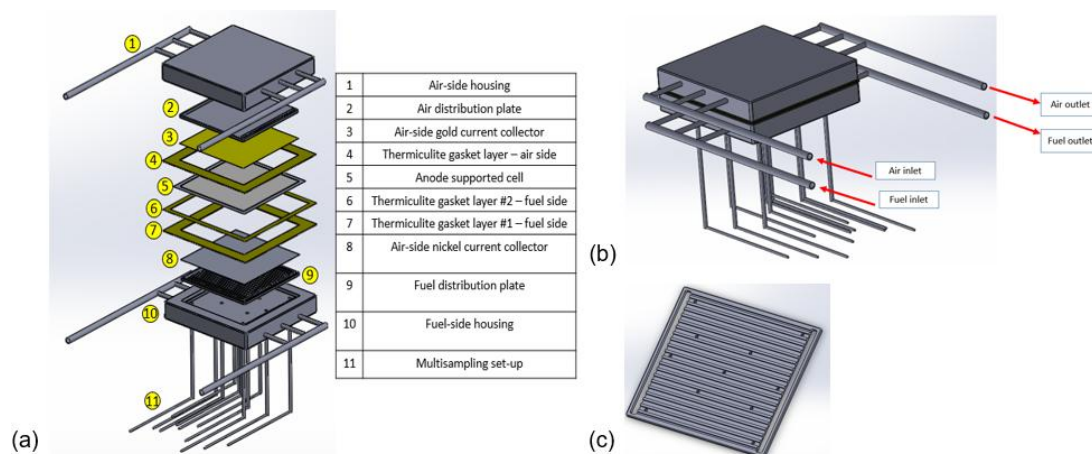 1
2
3
4
5
6
7
8
9
10
11
1 Air-side housing
2 Air distribution plate
3 Air-side gold current collector
4 Thermiculite gasket layer – air side
5 Anode supported cell
6 Thermiculite gasket layer #2 – fuel side
7 Thermiculite gasket layer #1 – fuel side
8 Air-side nickel current collector
9 Fuel distribution plate
10 Fuel-side housing
11 Multisampling set-up
(a)
Air outlet
Fuel outlet
Air inlet
Fuel inlet
(b)
(c)